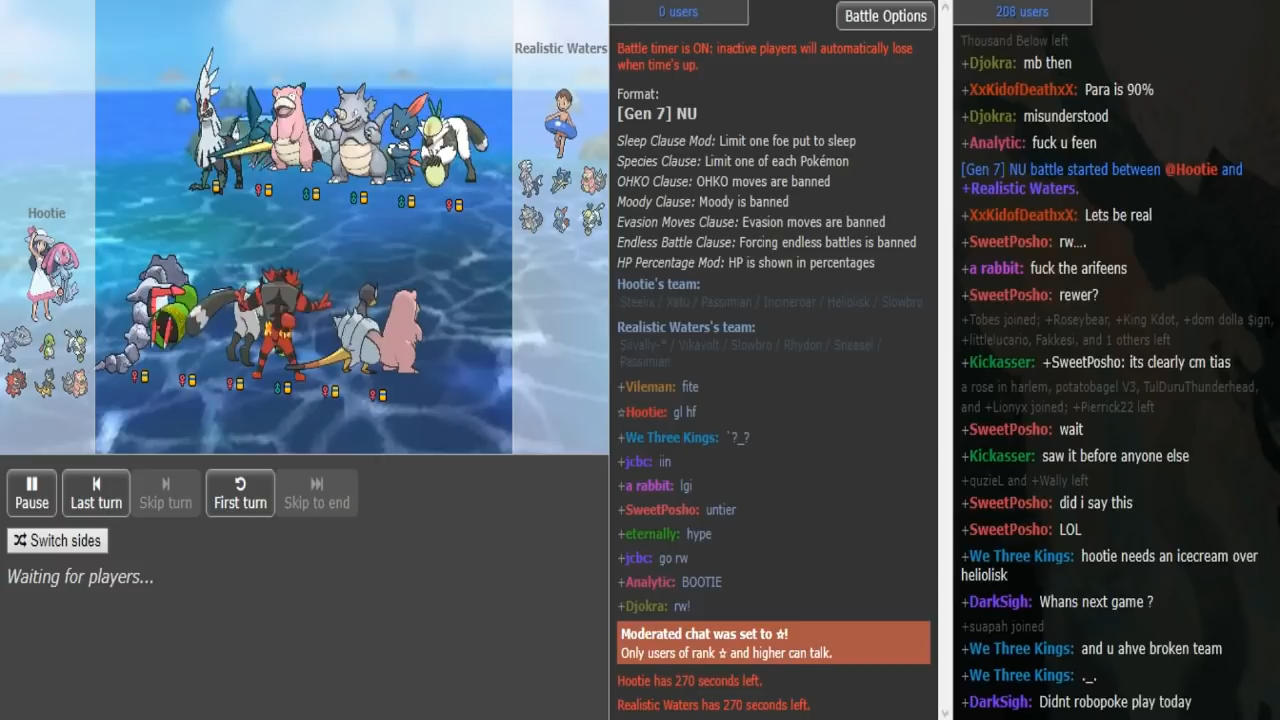 Realistic Waters
Hootie
Pause
Last turn
Skip turn
First turn
Skip to end
Switch sides
Waiting for players...
0 users
Battle Options
Battle timer is ON: inactive players will automatically lose
when time's up.
Format:
[Gen 7] NU
Sleep Clause Mod: Limit one foe put to sleep
Species Clause: Limit one of each Pokémon
OHKO Clause: OHKO moves are banned
Moody Clause: Moody is banned
Evasion Moves Clause: Evasion moves are banned
Endless Battle Clause: Forcing endless battles is banned
HP Percentage Mod: HP is shown in percentages
Hootie's team:
Steelix / Xatu / Passimian / Incineroar / Heliolisk / Slowbro
Realistic Waters's team:
Silvally-* / Vikavolt / Slowbro / Rhydon / Sneasel /
Passimian
+Vileman: fite
☆Hootie: gl hf
+We Three Kings: `?_?
+jcbc: iin
+a rabbit: lgi
+SweetPosho: untier
+eternally: hype
+jcbc: go rw
+Analytic: BOOTIE
+Djokra: rw!
Moderated chat was set to ☆!
Only users of rank ☆ and higher can talk.
Hootie has 270 seconds left.
Realistic Waters has 270 seconds left.
208 users
Thousand Below left
+Djokra: mb then
+XxKidofDeathxX: Para is 90%
+Djokra: misunderstood
+Analytic: fuck u feen
[Gen 7] NU battle started between @Hootie and
+Realistic Waters.
+XxKidofDeathxX: Lets be real
+SweetPosho: rw....
+a rabbit: fuck the arifeens
+SweetPosho: rewer?
+Tobes joined; +Roseybear, +King Kdot, +dom dolla $ign,
+littlelucario, Fakkesi, and 1 others left
+Kickasser: +SweetPosho: its clearly cm tias
a rose in harlem, potatobagel V3, TulDuruThunderhead,
and +Lionyx joined; +Pierrick22 left
+SweetPosho: wait
+Kickasser: saw it before anyone else
+quzieL and +Wally left
+SweetPosho: did i say this
+SweetPosho: LOL
+We Three Kings: hootie needs an icecream over
heliolisk
+DarkSigh: Whans next game ?
+suapah joined
+We Three Kings: and u ahve broken team
+We Three Kings: ._.
+DarkSigh: Didnt robopoke play today